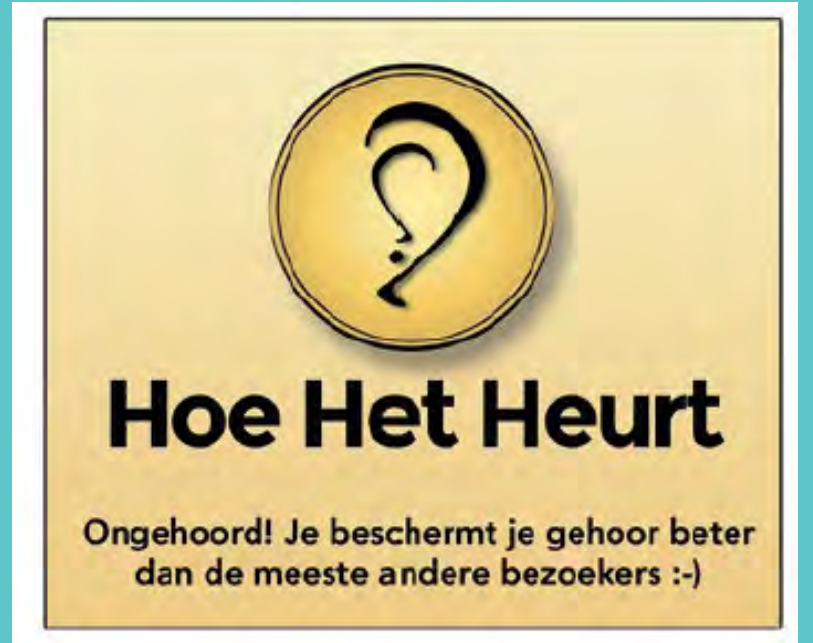 Hoe Het Heurt
Ongehoord! Je beschermt je gehoor beter
dan de meeste andere bezoekers :-)